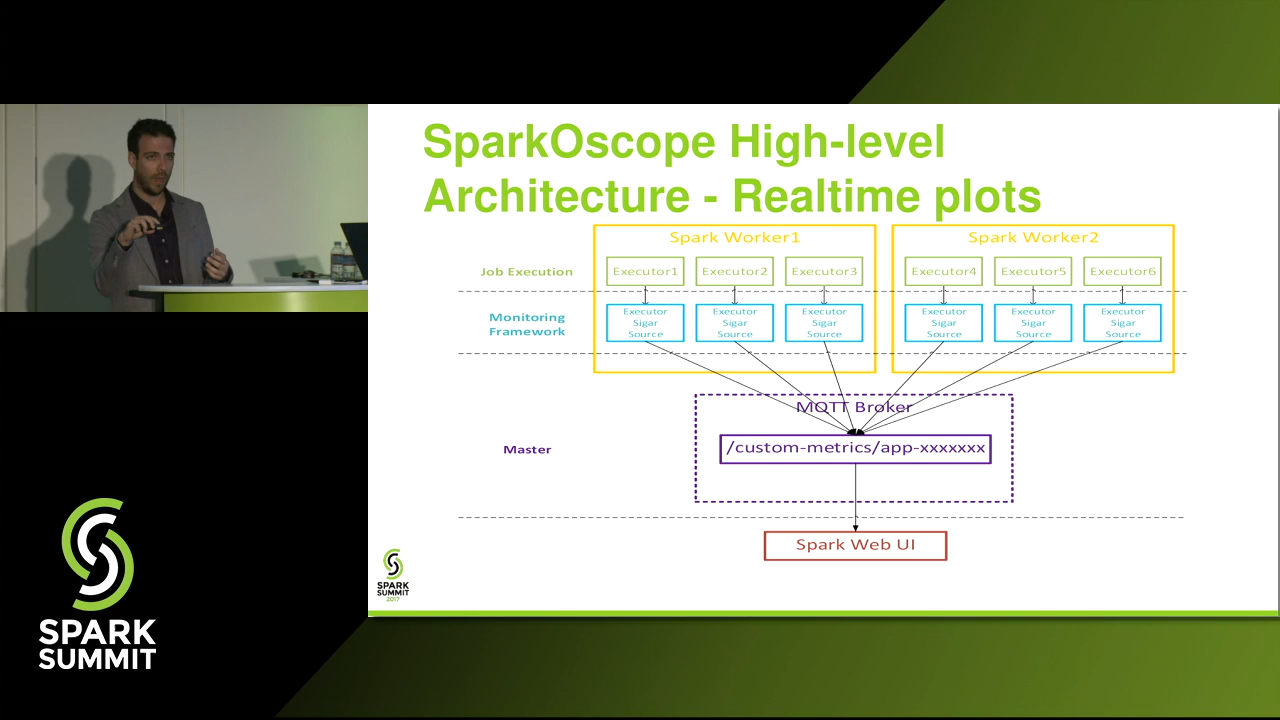 SparkOscope High-level
Architecture - Realtime plots
Spark Worker1
Spark Worker2
Job Execution
Executor1
Executor2
Executor3
Executor4
Executor5
Executor6
Monitoring
Framework
Executor
Sigar
Source
Executor
Sigar
Source
Executor
Sigar
Source
Executor
Sigar
Source
Executor
Sigar
Source
Executor
Sigar
Source
MQTT Broker
Master
/custom-metrics/app-xxxxxxx
Spark Web UI
SPARK
SUMMIT
2017
SPARK
SUMMIT